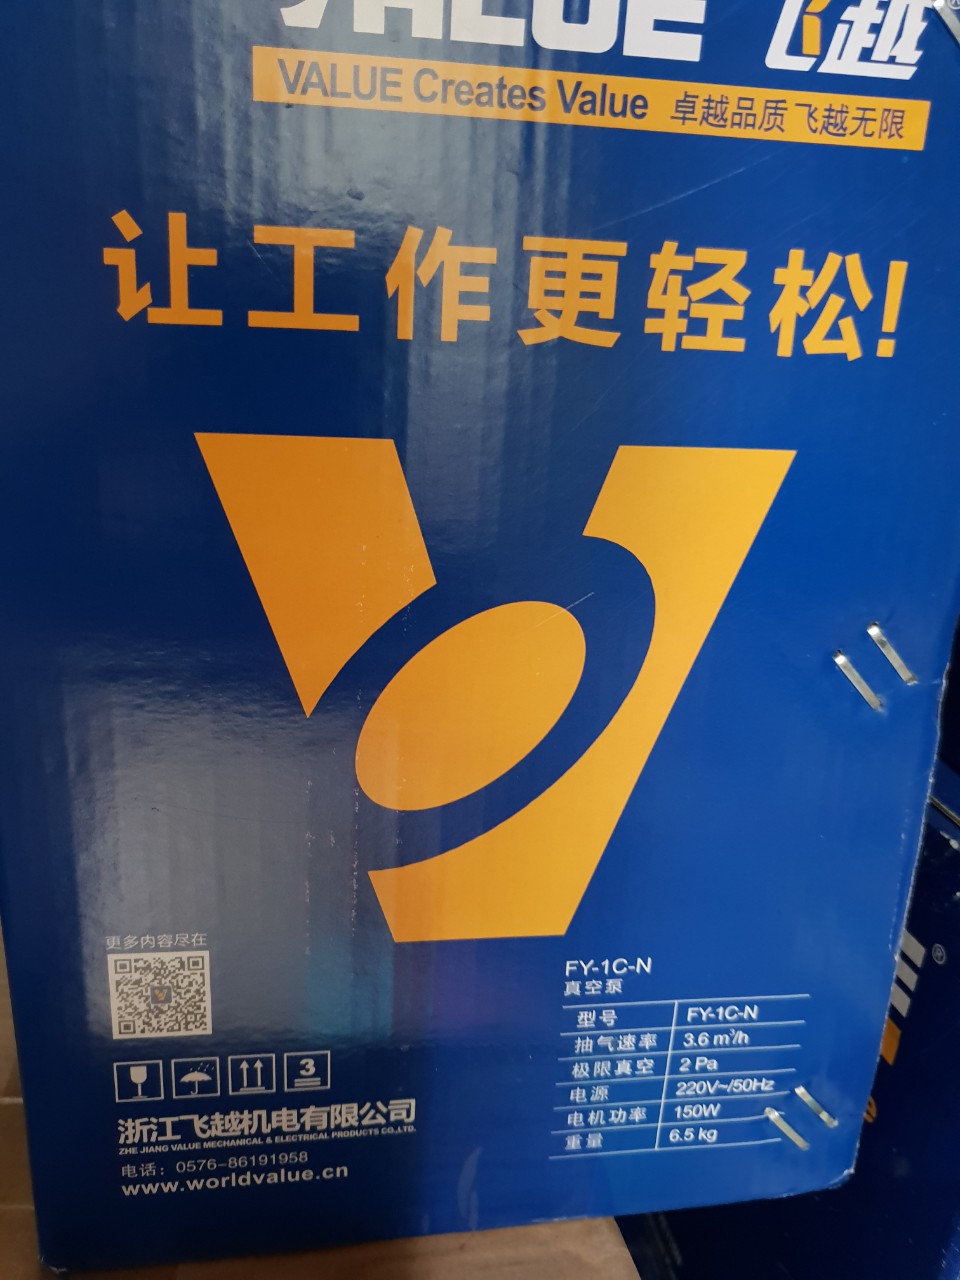 VALUE 飞越
VALUE Creates Value 卓越品质 飞越无限
让工作更轻松!
更多内容尽在
FY-1C-N
真空泵
型号 FY-1C-N
抽气速率 3.6 m³/h
极限真空 2 Pa
电源 220V~/50Hz
电机功率 150W
重量 6.5 kg
3
浙江飞越机电有限公司
ZHE JIANG VALUE MECHANICAL & ELECTRICAL PRODUCTS CO.,LTD.
电话: 0576-86191958
www.worldvalue.cn